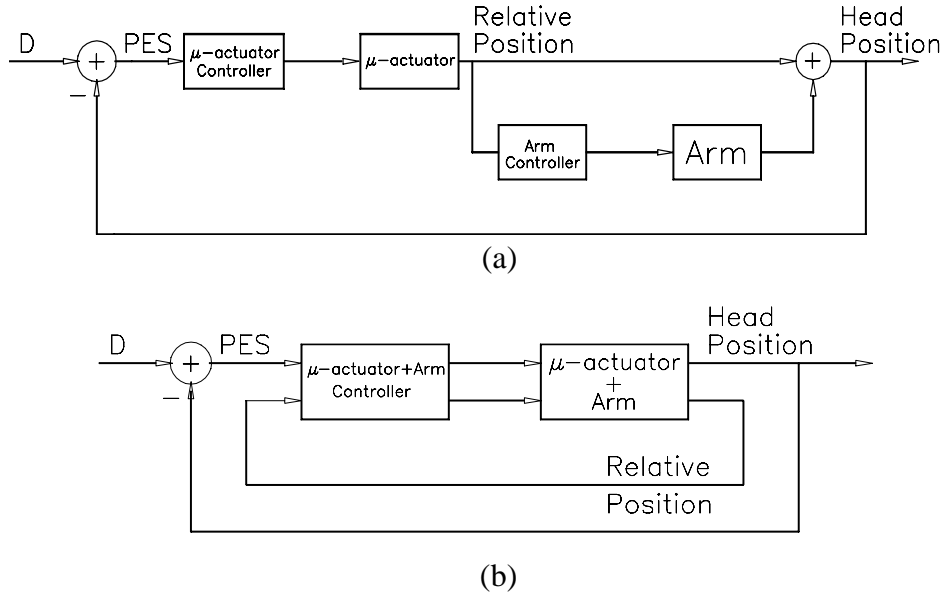 D
+
−
PES
μ-actuator
Controller
μ-actuator
Relative
Position
Arm
Controller
Arm
+
Head
Position
(a)
D
+
−
PES
μ-actuator+Arm
Controller
μ-actuator
+
Arm
Head
Position
Relative
Position
(b)